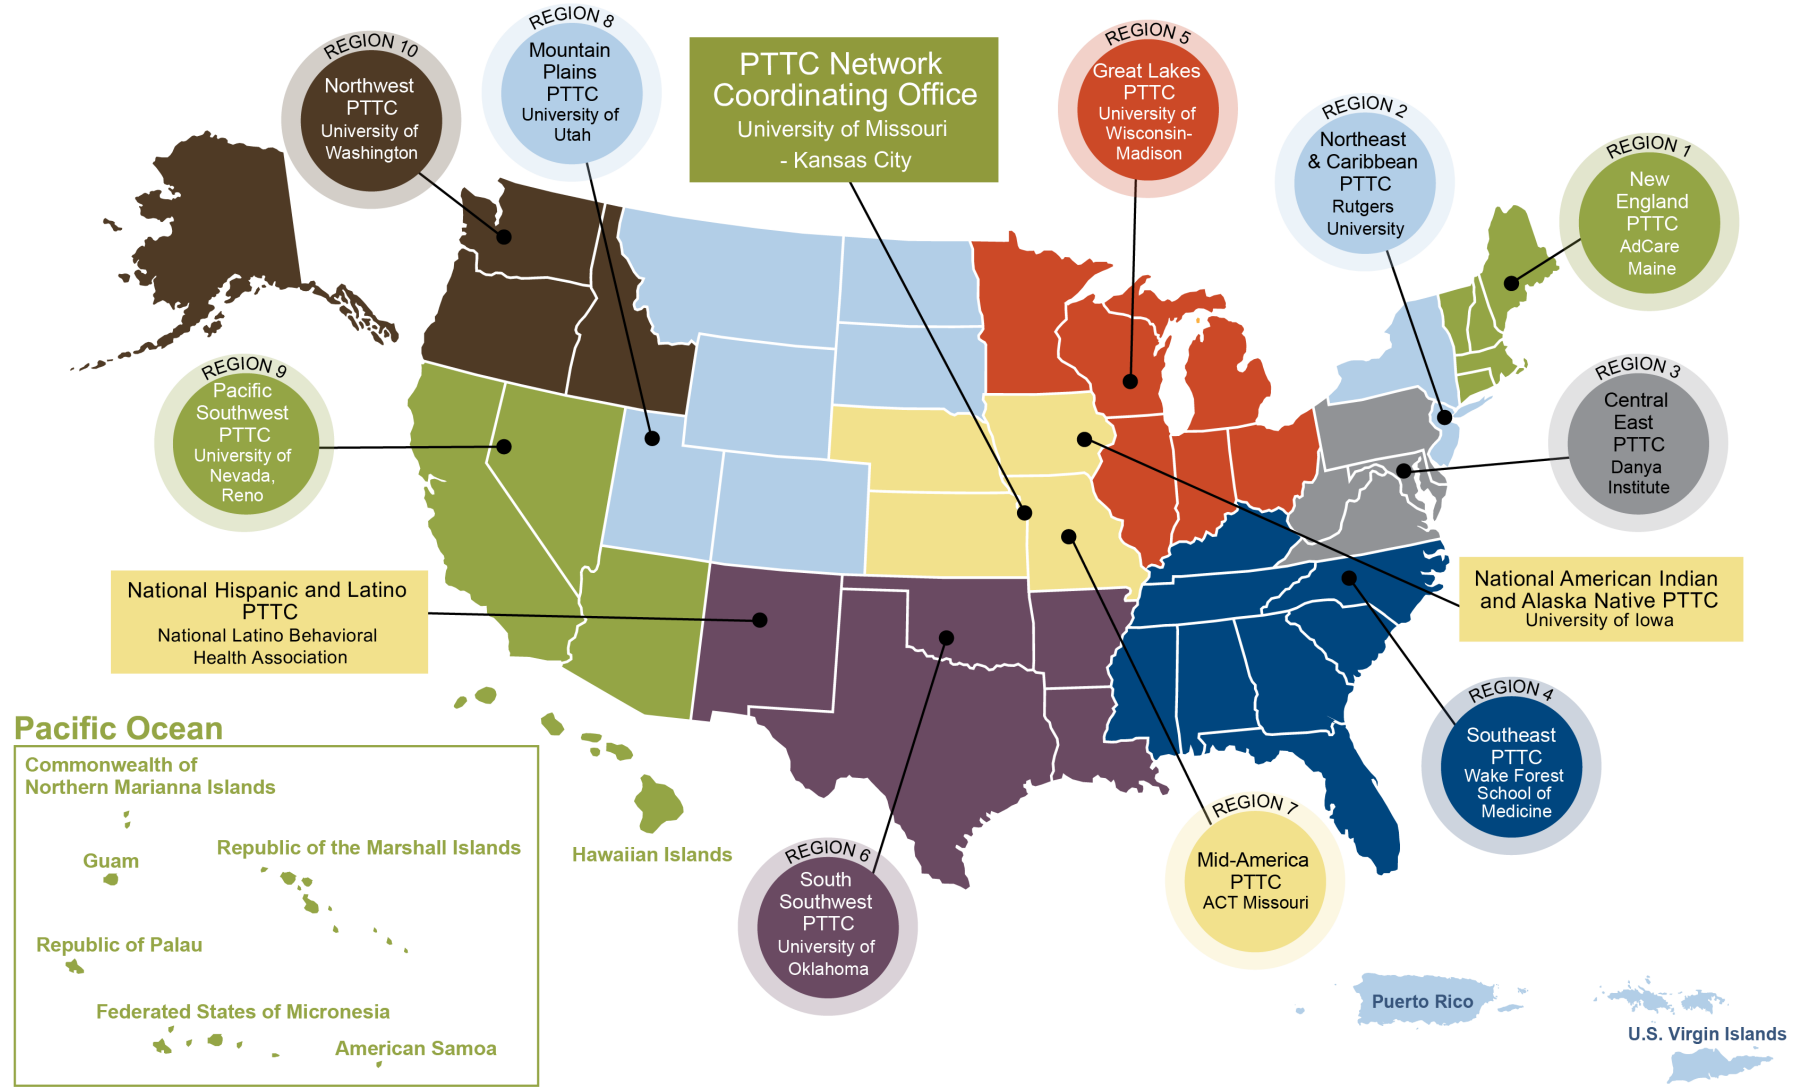 REGION 10
Northwest
PTTC
University of
Washington
REGION 8
Mountain
Plains
PTTC
University of
Utah
PTTC Network
Coordinating Office
University of Missouri
- Kansas City
REGION 5
Great Lakes
PTTC
University of
Wisconsin-
Madison
REGION 2
Northeast
& Caribbean
PTTC
Rutgers
University
REGION 1
New
England
PTTC
AdCare
Maine
REGION 9
Pacific
Southwest
PTTC
University of
Nevada,
Reno
REGION 3
Central
East
PTTC
Danya
Institute
National Hispanic and Latino
PTTC
National Latino Behavioral
Health Association
National American Indian
and Alaska Native PTTC
University of Iowa
REGION 4
Southeast
PTTC
Wake Forest
School of
Medicine
REGION 7
Mid-America
PTTC
ACT Missouri
REGION 6
South
Southwest
PTTC
University of
Oklahoma
Hawaiian Islands
Pacific Ocean
Commonwealth of
Northern Marianna Islands
Guam
Republic of the Marshall Islands
Republic of Palau
Federated States of Micronesia
American Samoa
Puerto Rico
U.S. Virgin Islands